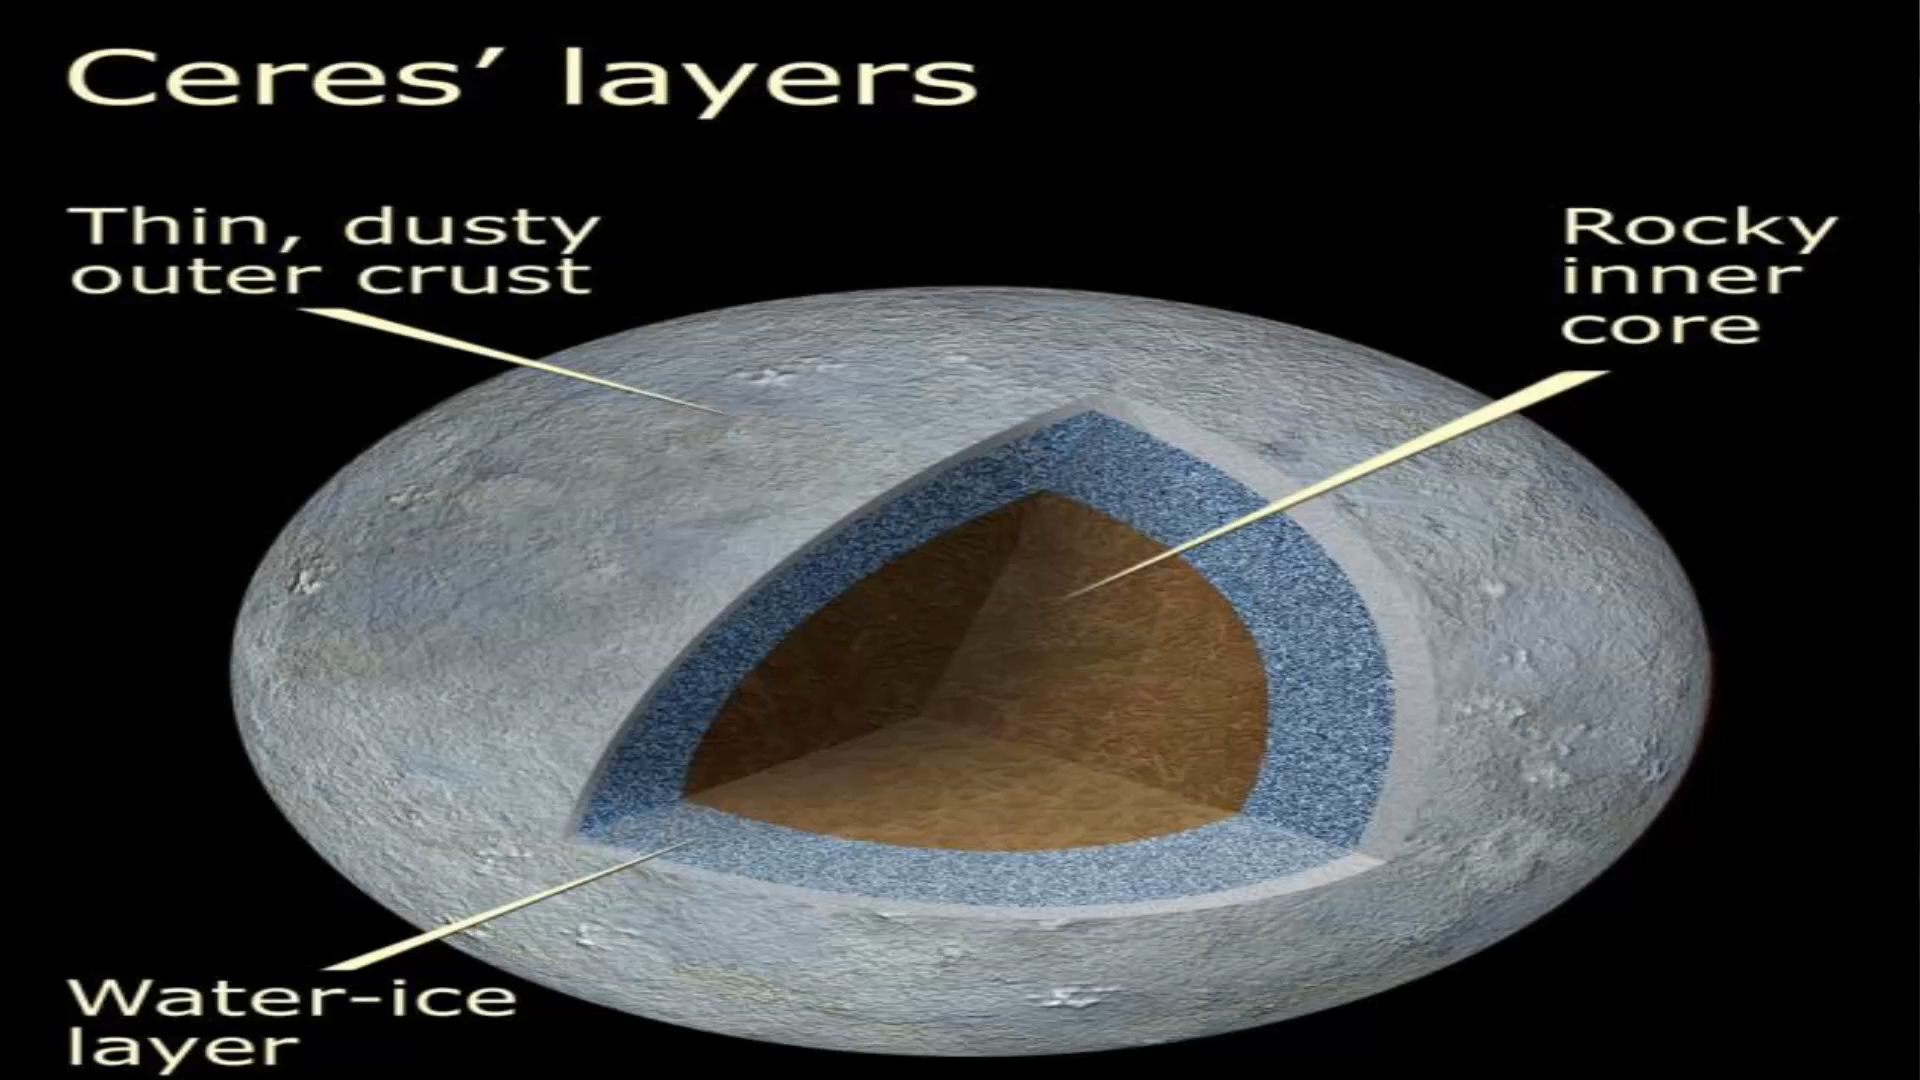 Ceres’ layers
Thin, dusty
outer crust
Rocky
inner
core
Water-ice
layer